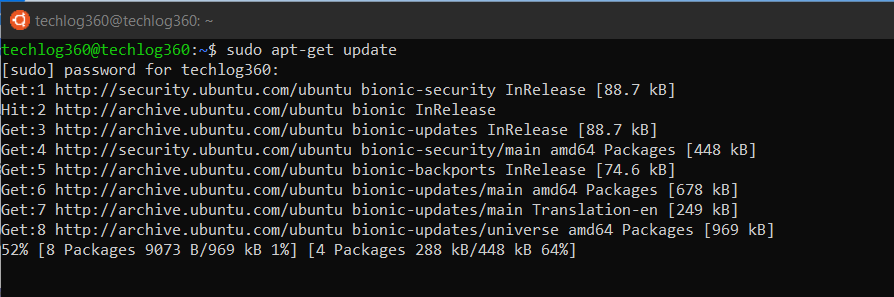 techlog360@techlog360: ~
techlog360@techlog360:~$ sudo apt-get update
[sudo] password for techlog360:
Get:1 http://security.ubuntu.com/ubuntu bionic-security InRelease [88.7 kB]
Hit:2 http://archive.ubuntu.com/ubuntu bionic InRelease
Get:3 http://archive.ubuntu.com/ubuntu bionic-updates InRelease [88.7 kB]
Get:4 http://security.ubuntu.com/ubuntu bionic-security/main amd64 Packages [448 kB]
Get:5 http://archive.ubuntu.com/ubuntu bionic-backports InRelease [74.6 kB]
Get:6 http://archive.ubuntu.com/ubuntu bionic-updates/main amd64 Packages [678 kB]
Get:7 http://archive.ubuntu.com/ubuntu bionic-updates/main Translation-en [249 kB]
Get:8 http://archive.ubuntu.com/ubuntu bionic-updates/universe amd64 Packages [969 kB]
52% [8 Packages 9073 B/969 kB 1%] [4 Packages 288 kB/448 kB 64%]